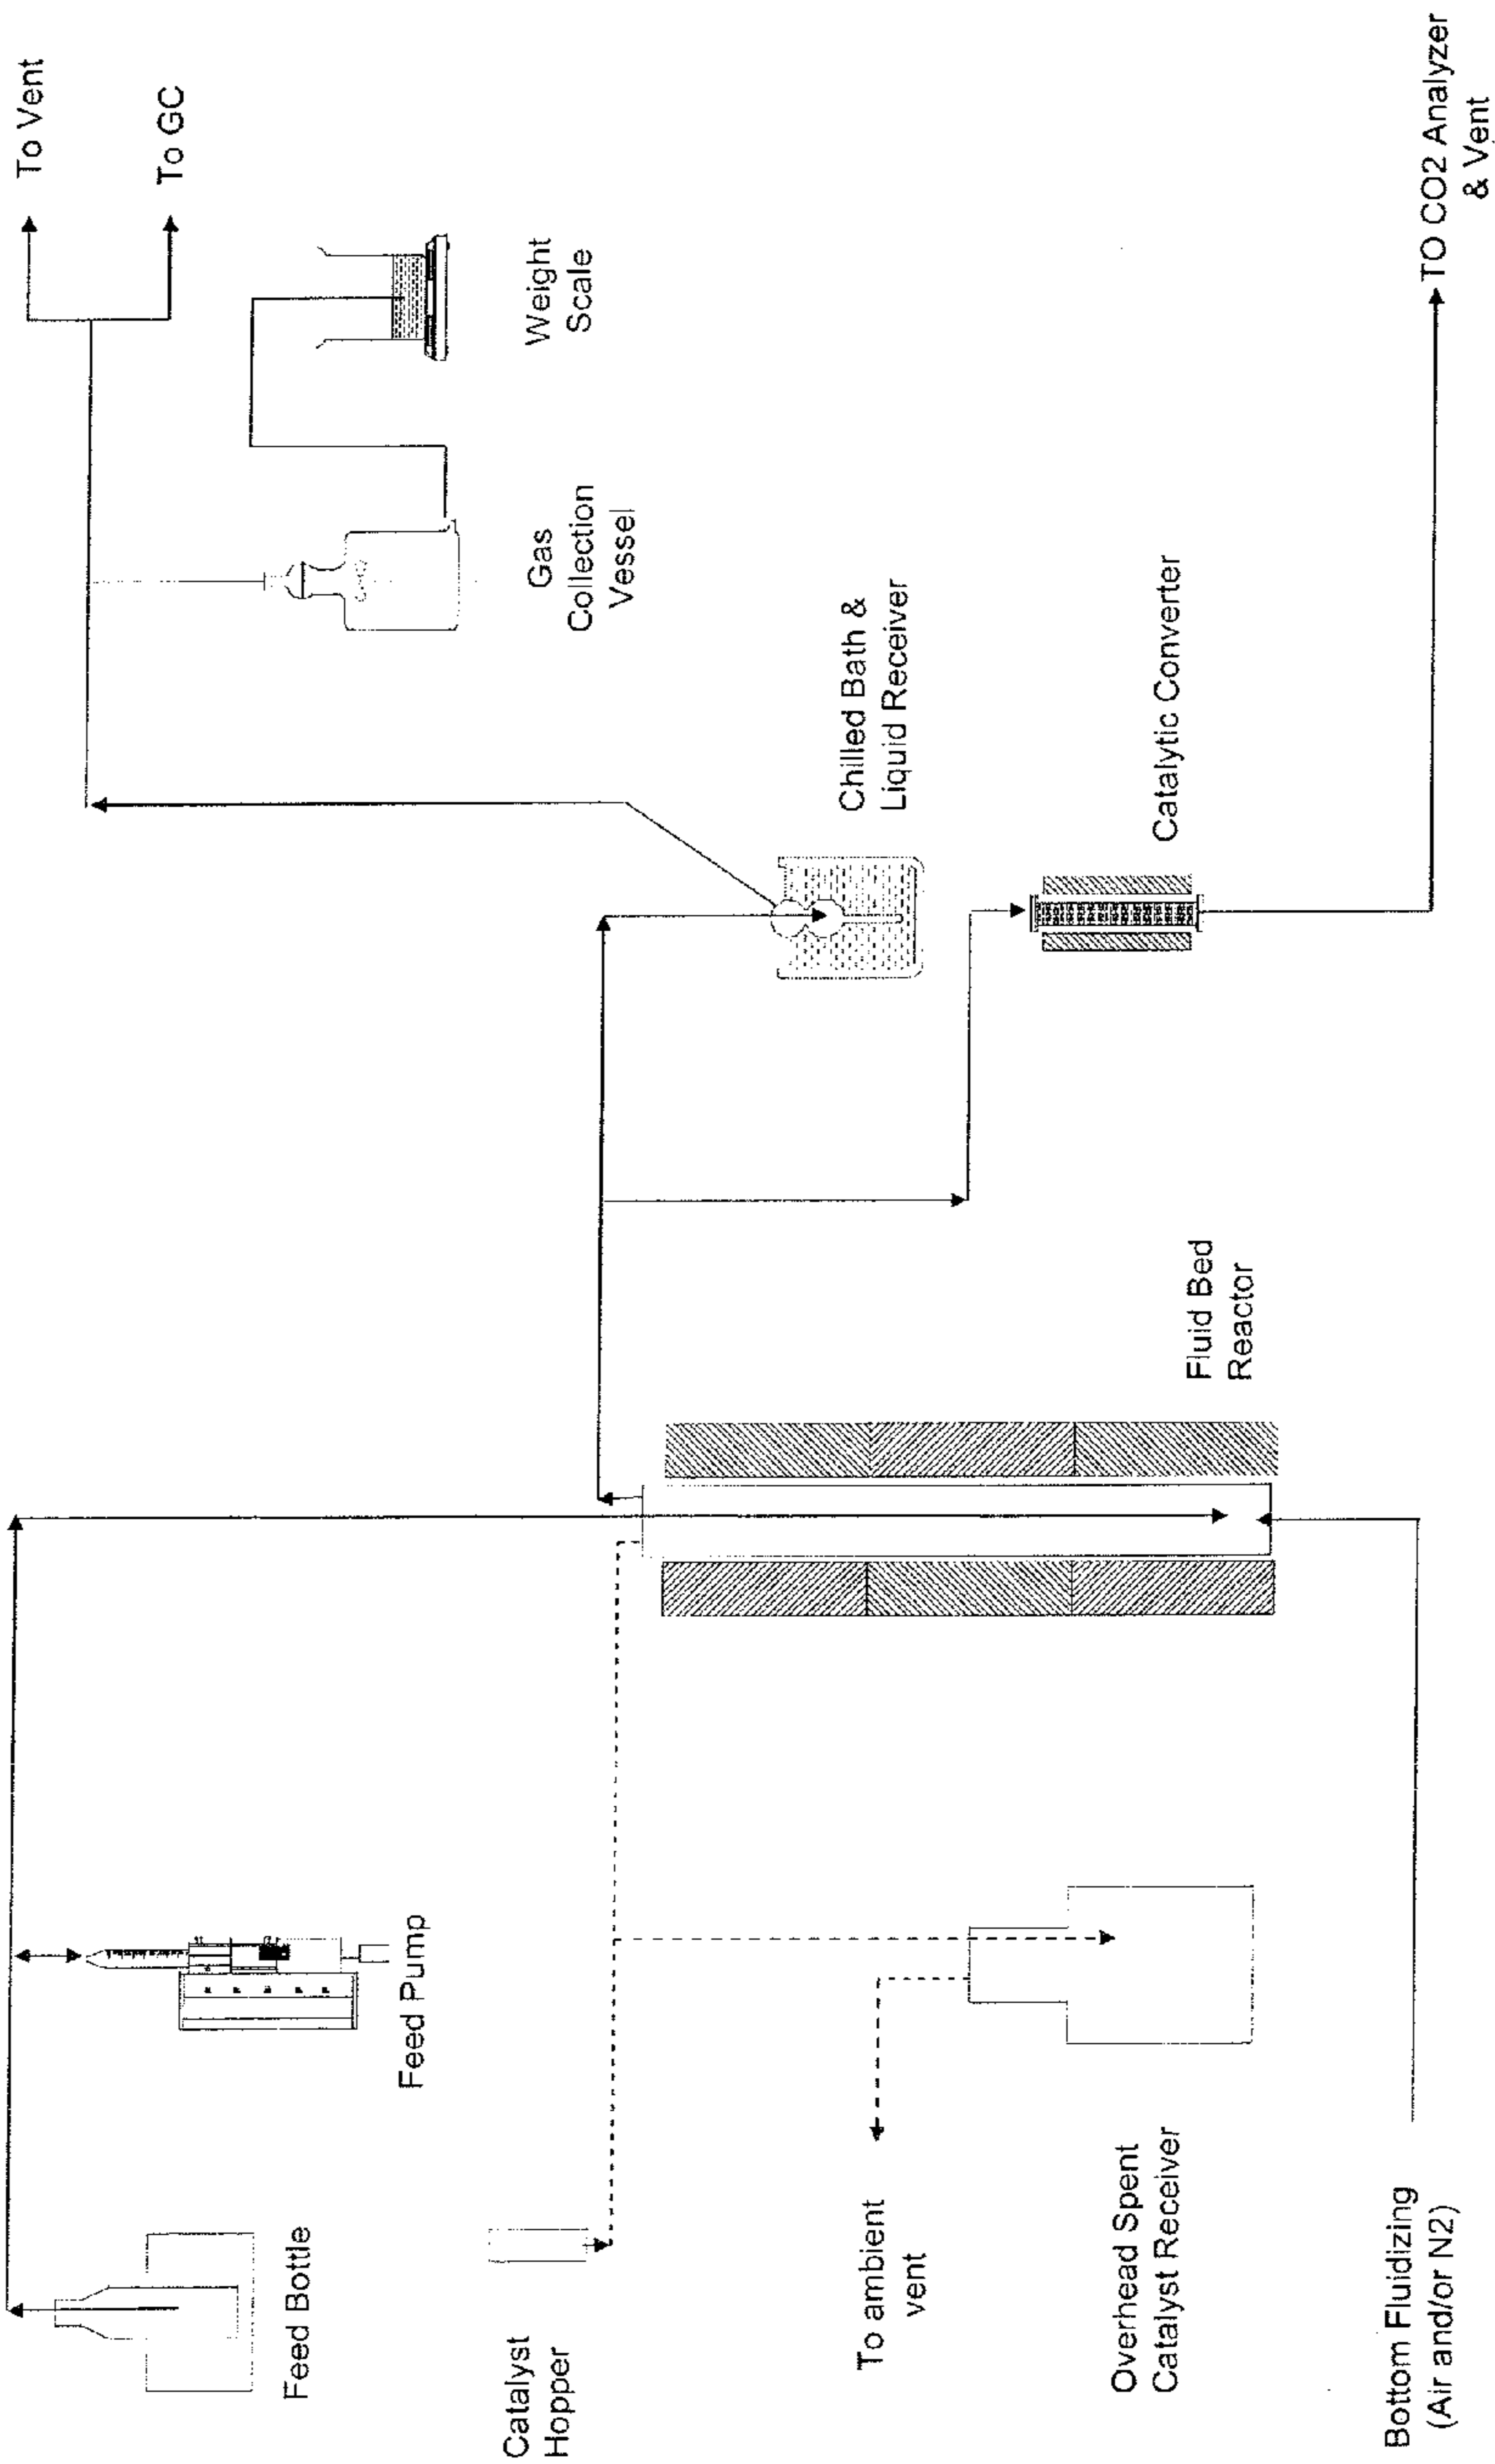 To Vent
To GC
Feed Bottle
Feed Pump
Gas
Collection
Vessel
Weight
Scale
Catalyst
Hopper
Chilled Bath &
Liquid Receiver
To ambient
vent
Overhead Spent
Catalyst Receiver
Fluid Bed
Reactor
Catalytic Converter
Bottom Fluidizing
(Air and/or N2)
TO CO2 Analyzer
& Vent